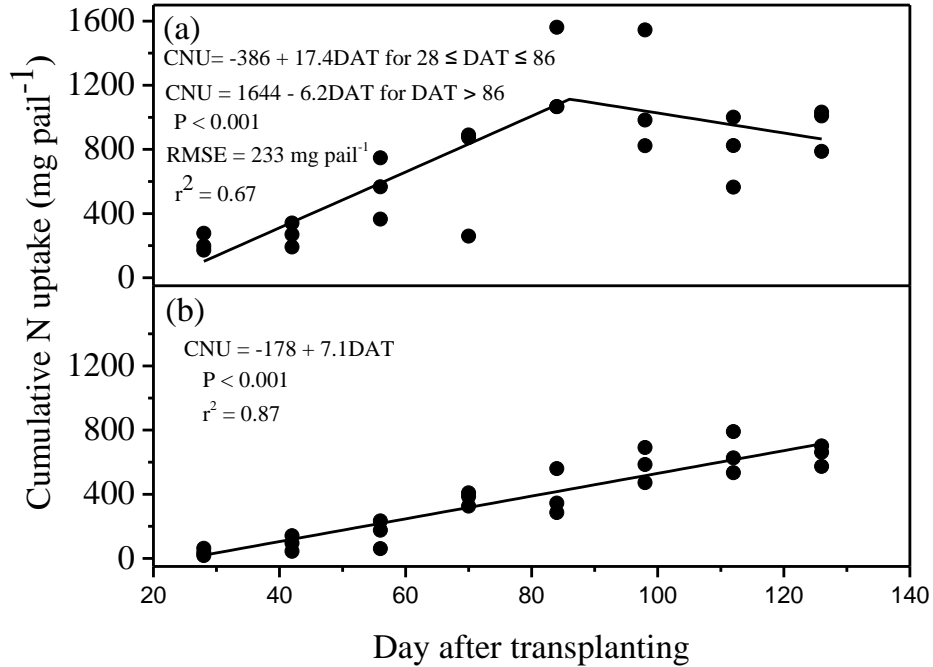 Cumulative N uptake (mg pail⁻¹)
1600
1200
800
400
0
(a)
CNU= -386 + 17.4DAT for 28 ≤ DAT ≤ 86
CNU = 1644 - 6.2DAT for DAT > 86
P < 0.001
RMSE = 233 mg pail⁻¹
r² = 0.67
1200
800
400
0
(b)
CNU = -178 + 7.1DAT
P < 0.001
r² = 0.87
20 40 60 80 100 120 140
Day after transplanting